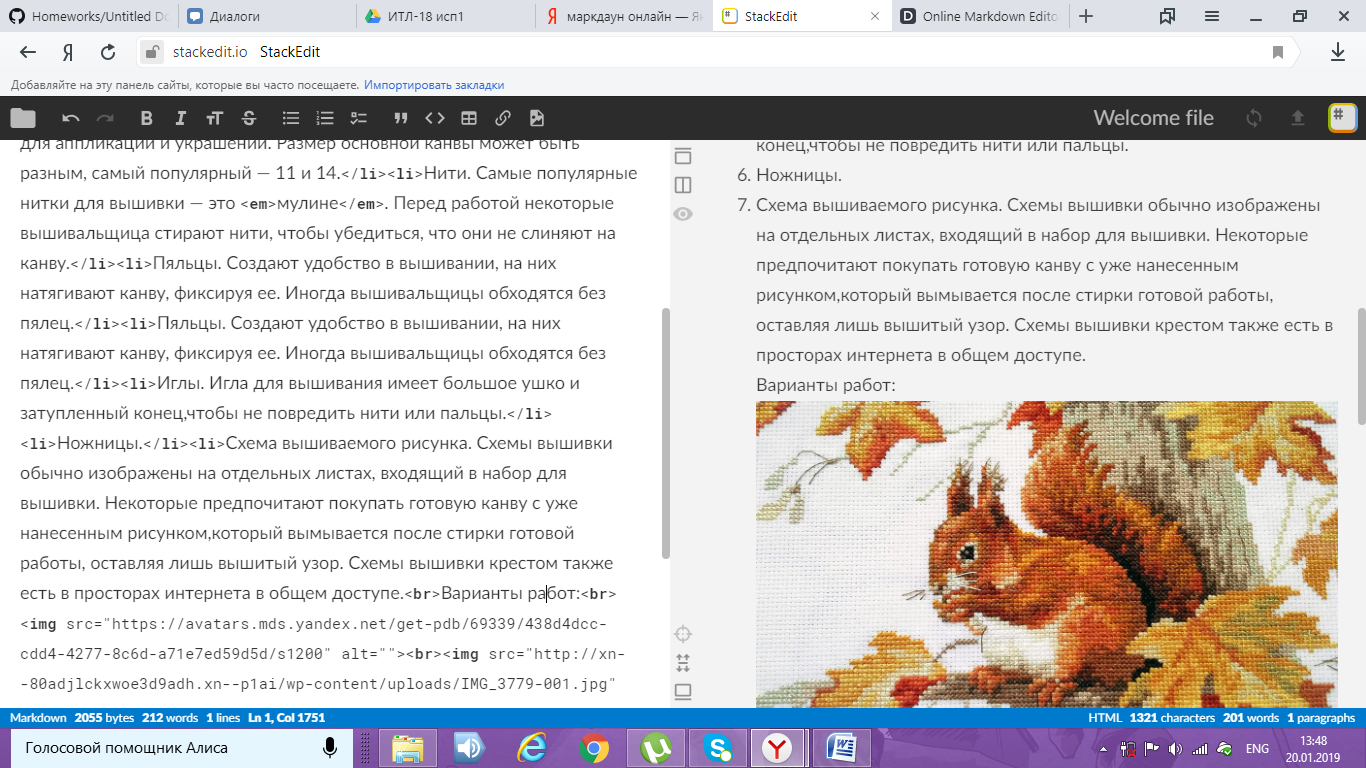 Homeworks/Untitled Do
Диалоги
ИТЛ-18 исп1
маркдаун онлайн — Ян
StackEdit
Online Markdown Edito
stackedit.io StackEdit
Добавляйте на эту панель сайты, которые вы часто посещаете. Импортировать закладки
Welcome file
для аппликации и украшений. Размер основной канвы может быть
разным, самый популярный — 11 и 14.</li><li>Нити. Самые популярные
нитки для вышивки — это <em>мулине</em>. Перед работой некоторые
вышивальщица стирают нити, чтобы убедиться, что они не слиняют на
канву.</li><li>Пяльцы. Создают удобство в вышивании, на них
натягивают канву, фиксируя ее. Иногда вышивальщицы обходятся без
пялец.</li><li>Пяльцы. Создают удобство в вышивании, на них
натягивают канву, фиксируя ее. Иногда вышивальщицы обходятся без
пялец.</li><li>Иглы. Игла для вышивания имеет большое ушко и
затупленный конец,чтобы не повредить нити или пальцы.</li>
<li>Ножницы.</li><li>Схема вышиваемого рисунка. Схемы вышивки
обычно изображены на отдельных листах, входящий в набор для
вышивки. Некоторые предпочитают покупать готовую канву с уже
нанесенным рисунком,который вымывается после стирки готовой
работы, оставляя лишь вышитый узор. Схемы вышивки крестом также
есть в просторах интернета в общем доступе.<br>Варианты работ:<br>
<img src="https://avatars.mds.yandex.net/get-pdb/69339/438d4dcc-
cdd4-4277-8c6d-a71e7ed59d5d/s1200" alt=""><br><img src="http://xn-
-80adjlckxwoe3d9adh.xn--p1ai/wp-content/uploads/IMG_3779-001.jpg"
конец,чтобы не повредить нити или пальцы.
6. Ножницы.
7. Схема вышиваемого рисунка. Схемы вышивки обычно изображены
на отдельных листах, входящий в набор для вышивки. Некоторые
предпочитают покупать готовую канву с уже нанесенным
рисунком,который вымывается после стирки готовой работы,
оставляя лишь вышитый узор. Схемы вышивки крестом также есть в
просторах интернета в общем доступе.
Варианты работ:
Markdown 2055 bytes 212 words 1 lines Ln 1, Col 1751
HTML 1321 characters 201 words 1 paragraphs
Голосовой помощник Алиса
ENG
13:48
20.01.2019